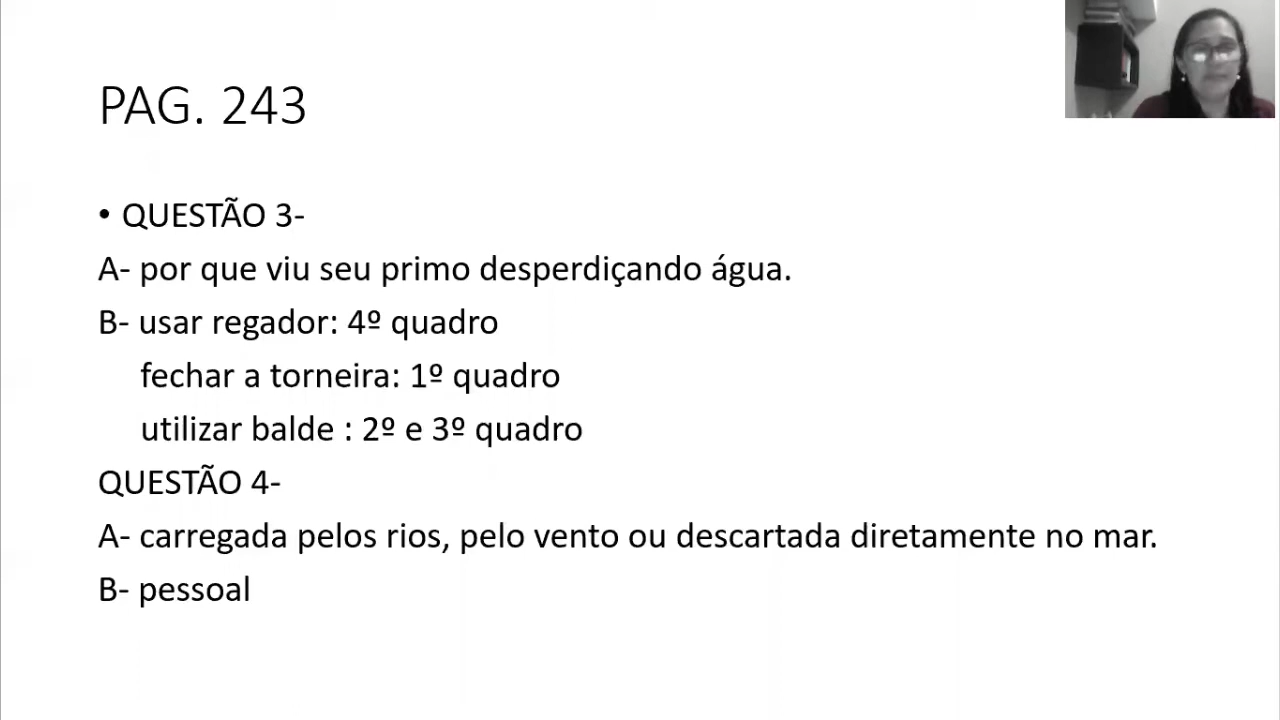 PAG. 243
• QUESTÃO 3-
A- por que viu seu primo desperdiçando água.
B- usar regador: 4º quadro
fechar a torneira: 1º quadro
utilizar balde : 2º e 3º quadro
QUESTÃO 4-
A- carregada pelos rios, pelo vento ou descartada diretamente no mar.
B- pessoal